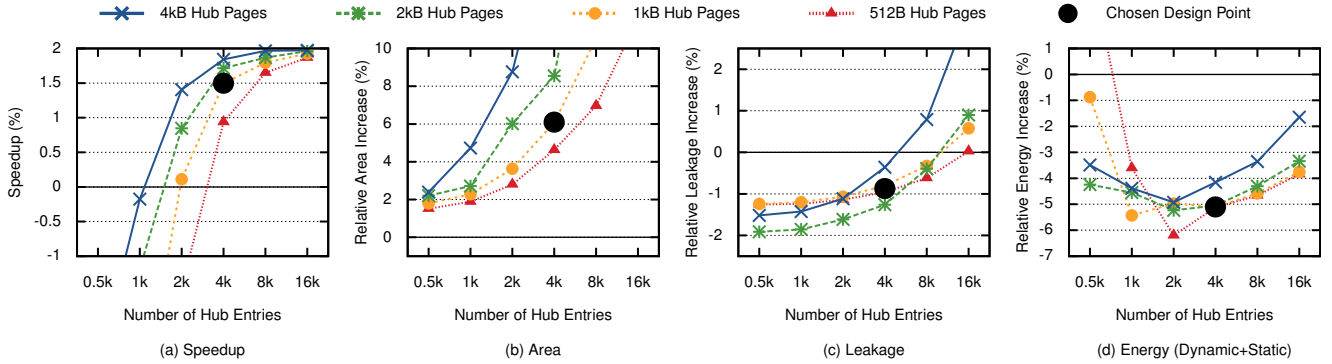 4kB Hub Pages 2kB Hub Pages 1kB Hub Pages 512B Hub Pages Chosen Design Point
Speedup (%)
2
1.5
1
0.5
0
-0.5
-1
0.5k 1k 2k 4k 8k 16k
Number of Hub Entries
(a) Speedup
Relative Area Increase (%)
10
8
6
4
2
0
0.5k 1k 2k 4k 8k 16k
Number of Hub Entries
(b) Area
Relative Leakage Increase (%)
2
1
0
-1
-2
0.5k 1k 2k 4k 8k 16k
Number of Hub Entries
(c) Leakage
Relative Energy Increase (%)
1
0
-1
-2
-3
-4
-5
-6
-7
0.5k 1k 2k 4k 8k 16k
Number of Hub Entries
(d) Energy (Dynamic+Static)